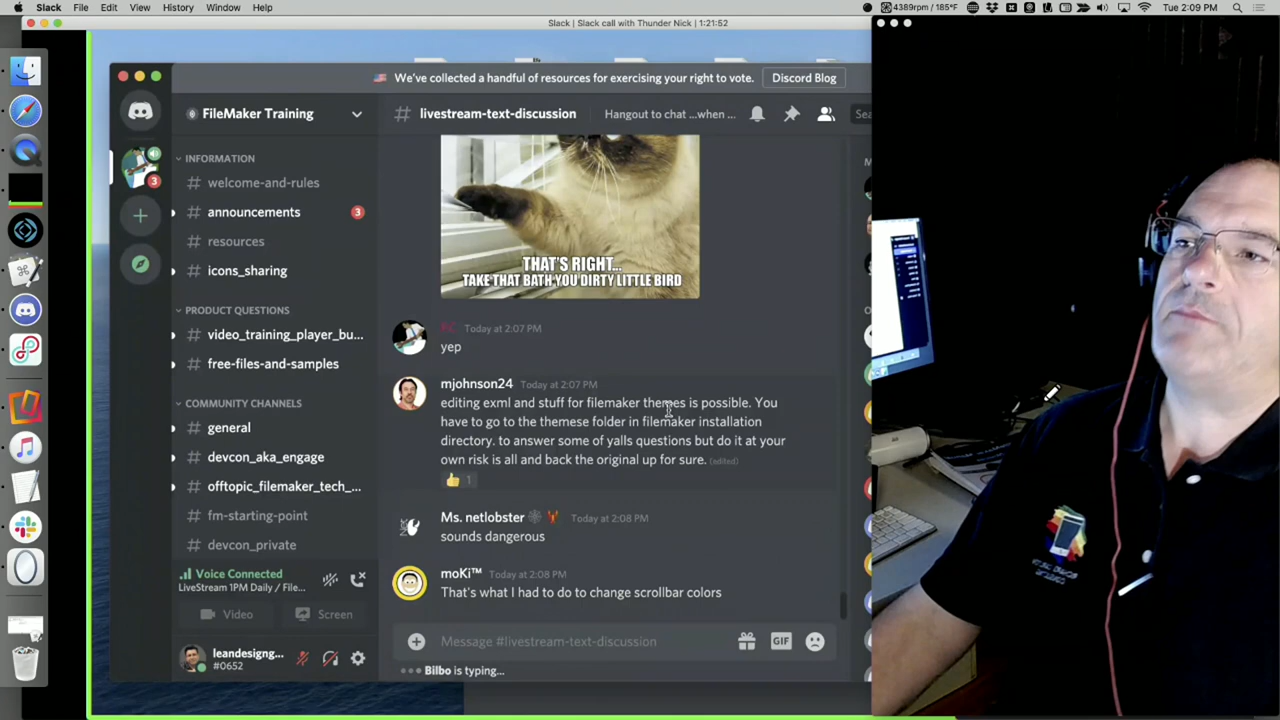 Slack File Edit View History Window Help
4389rpm / 185°F
Tue 2:09 PM
Slack | Slack call with Thunder Nick | 1:21:52
We've collected a handful of resources for exercising your right to vote.
Discord Blog
FileMaker Training
livestream-text-discussion
Hangout to chat ...when ...
Sea
INFORMATION
welcome-and-rules
announcements
3
resources
icons_sharing
PRODUCT QUESTIONS
video_training_player_bu...
free-files-and-samples
COMMUNITY CHANNELS
general
devcon_aka_engage
offtopic_filemaker_tech_...
fm-starting-point
devcon_private
Voice Connected
LiveStream 1PM Daily / File...
Video
Screen
leandesigng...
#0652
3
THAT'S RIGHT...
TAKE THAT BATH YOU DIRTY LITTLE BIRD
Today at 2:07 PM
yep
mjohnson24 Today at 2:07 PM
editing exml and stuff for filemaker themes is possible. You
have to go to the themese folder in filemaker installation
directory. to answer some of yalls questions but do it at your
own risk is all and back the original up for sure. (edited)
1
Ms. netlobster Today at 2:08 PM
sounds dangerous
moKi™ Today at 2:08 PM
That's what I had to do to change scrollbar colors
Message #livestream-text-discussion
GIF
Bilbo is typing...